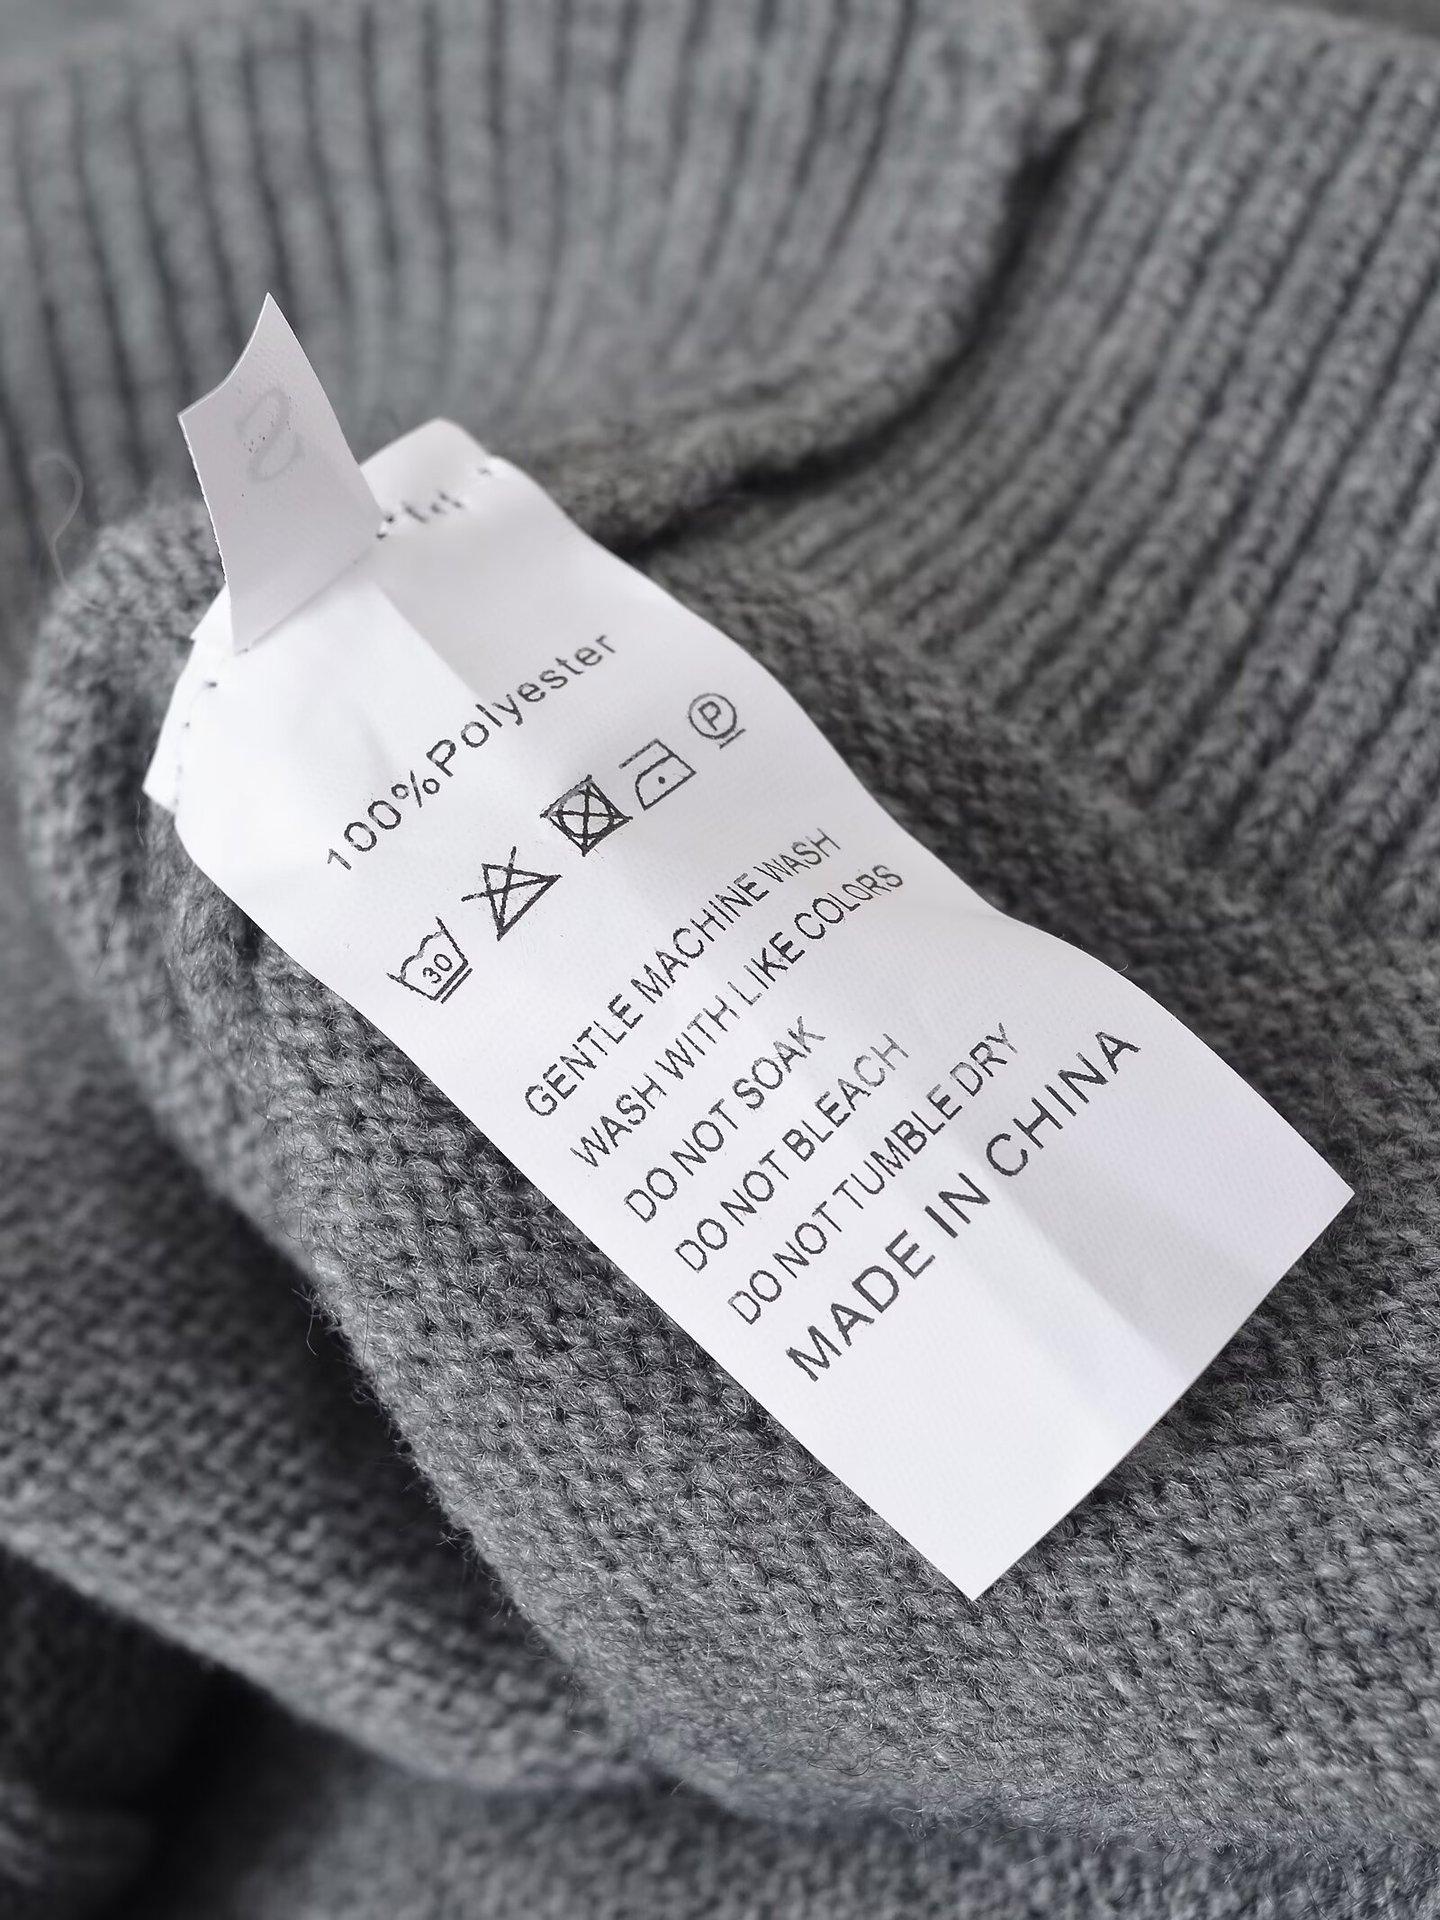 S
100%Polyester
30 P
GENTLE MACHINE WASH
WASH WITH LIKE COLORS
DO NOT SOAK
DO NOT BLEACH
DO NOT TUMBLE DRY
MADE IN CHINA